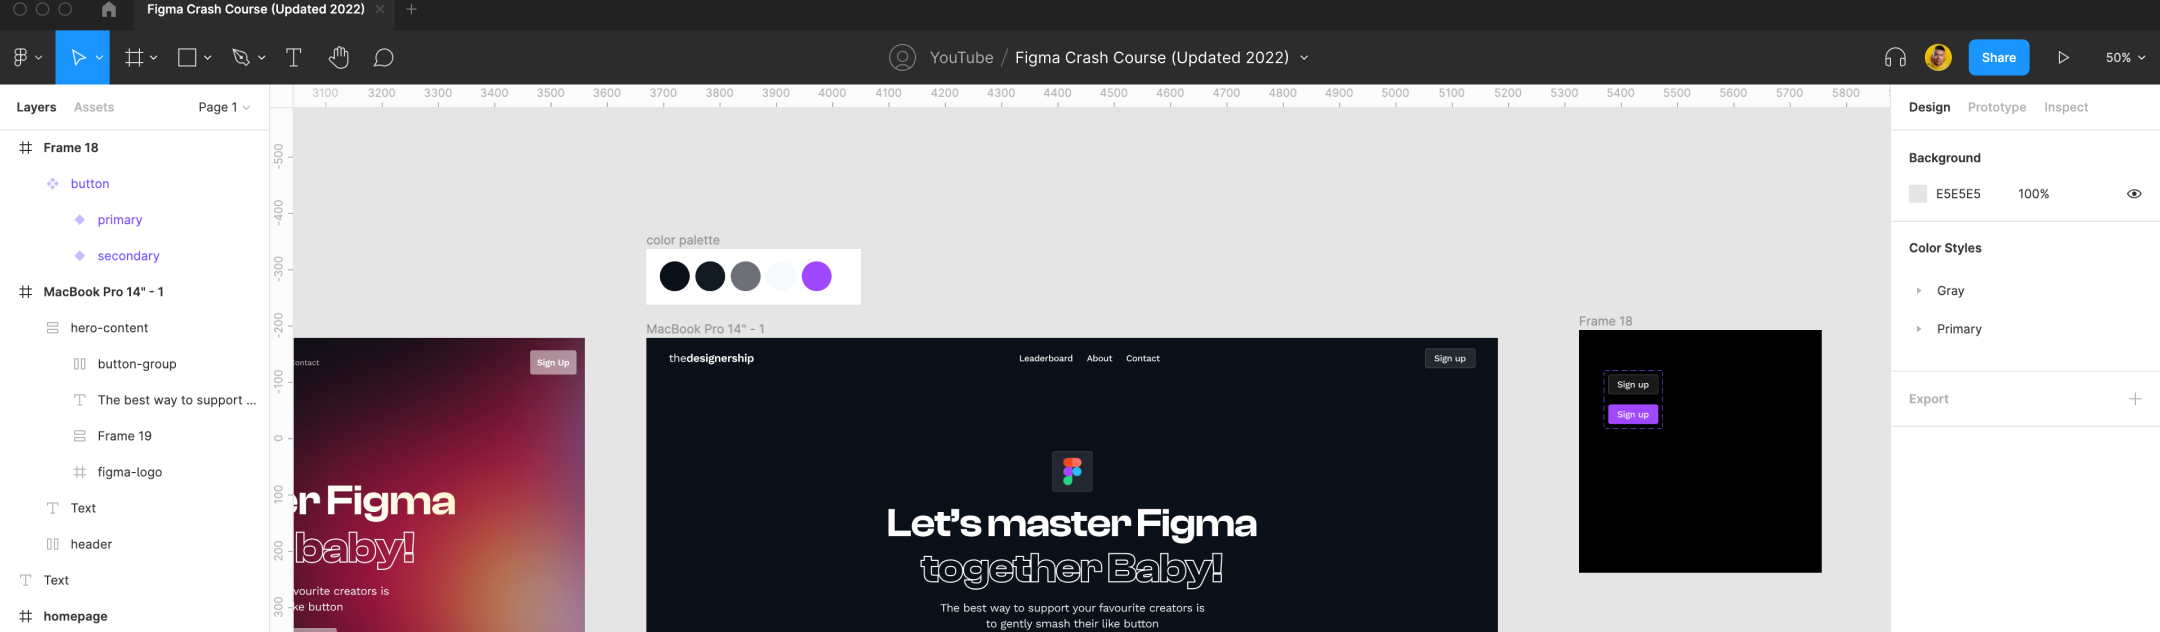 Figma Crash Course (Updated 2022)
YouTube / Figma Crash Course (Updated 2022)
Share
50%
Layers Assets Page 1
3100 3200 3300 3400 3500 3600 3700 3800 3900 4000 4100 4200 4300 4400 4500 4600 4700 4800 4900 5000 5100 5200 5300 5400 5500 5600 5700 5800
Design Prototype Inspect
Frame 18
button
primary
secondary
MacBook Pro 14" - 1
hero-content
button-group
The best way to support ...
Frame 19
figma-logo
Text
header
Text
homepage
-500
-400
-300
-200
-100
0
100
200
300
ontact
Sign Up
er Figma
baby!
vourite creators is
ke button
color palette
MacBook Pro 14" - 1
thedesignership
Leaderboard About Contact
Sign up
Let's master Figma
together Baby!
The best way to support your favourite creators is
to gently smash their like button
Frame 18
Sign up
Sign up
Background
E5E5E5 100%
Color Styles
Gray
Primary
Export